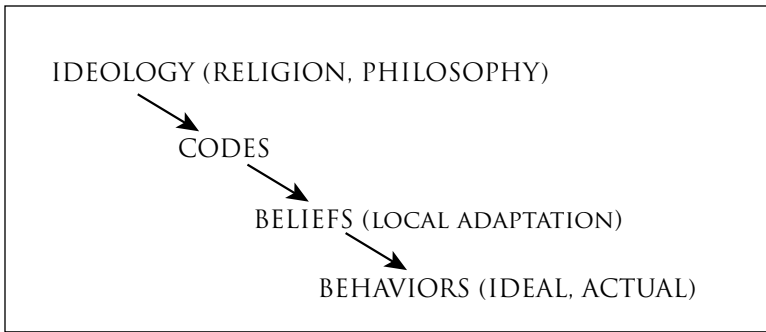 IDEOLOGY (RELIGION, PHILOSOPHY)
CODES
BELIEFS (LOCAL ADAPTATION)
BEHAVIORS (IDEAL, ACTUAL)